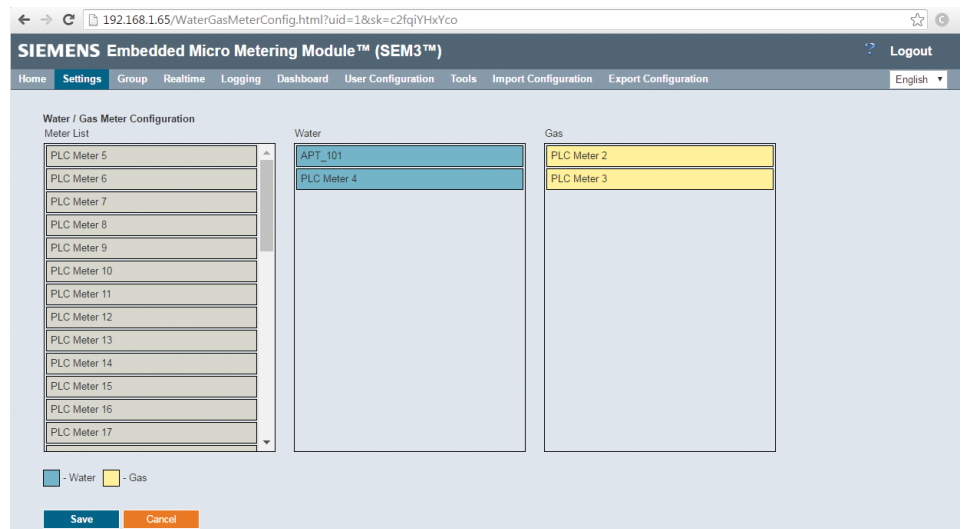 192.168.1.65/WaterGasMeterConfig.html?uid=1&sk=c2fqiYHxYco
SIEMENS Embedded Micro Metering Module™ (SEM3™)
? Logout
Home Settings Group Realtime Logging Dashboard User Configuration Tools Import Configuration Export Configuration English
Water / Gas Meter Configuration
Meter List Water Gas
PLC Meter 5 APT_101 PLC Meter 2
PLC Meter 6 PLC Meter 4 PLC Meter 3
PLC Meter 7
PLC Meter 8
PLC Meter 9
PLC Meter 10
PLC Meter 11
PLC Meter 12
PLC Meter 13
PLC Meter 14
PLC Meter 15
PLC Meter 16
PLC Meter 17
- Water - Gas
Save Cancel